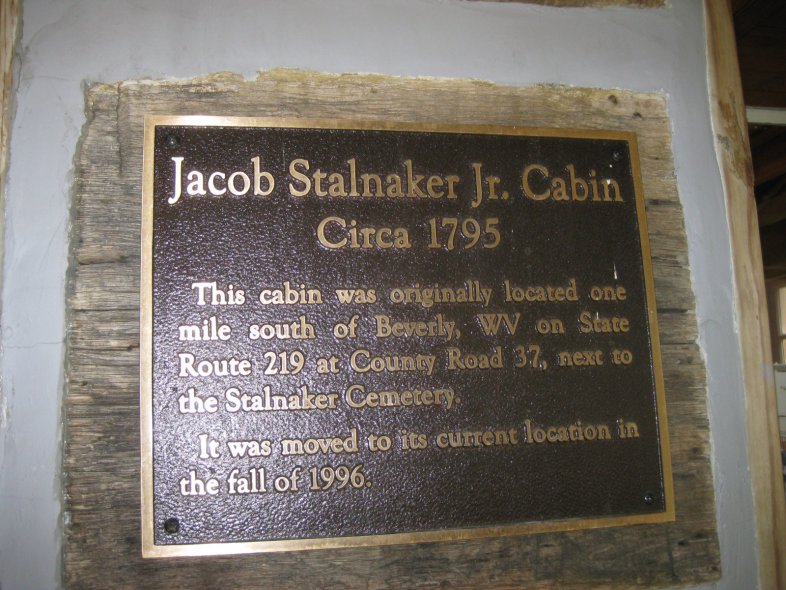 Jacob Stalnaker Jr. Cabin
Circa 1795
This cabin was originally located one
mile south of Beverly, WV on State
Route 219 at County Road 37, next to
the Stalnaker Cemetery.
It was moved to its current location in
the fall of 1996.